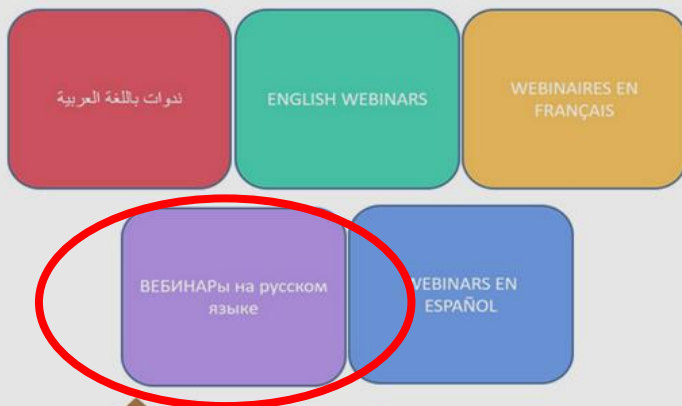 ندوات باللغة العربية
ENGLISH WEBINARS
WEBINAIRES EN
FRANÇAIS
ВЕБИНАРы на русском
языке
WEBINARS EN
ESPAÑOL